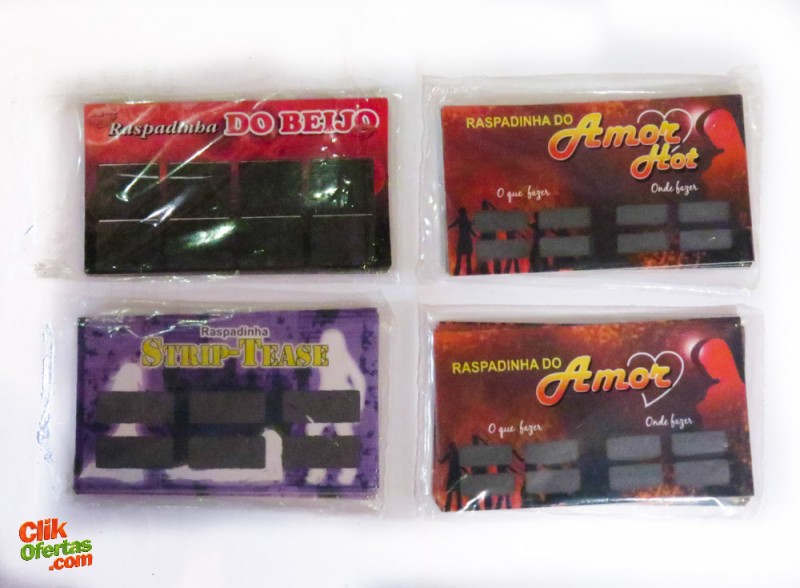 Raspadinha DO BEIJO
RASPADINHA DO
Amor
Hot
O que fazer
Onde fazer
Raspadinha
STRIP-TEASE
RASPADINHA DO
Amor
O que fazer
Onde fazer
Clik
Ofertas
.com